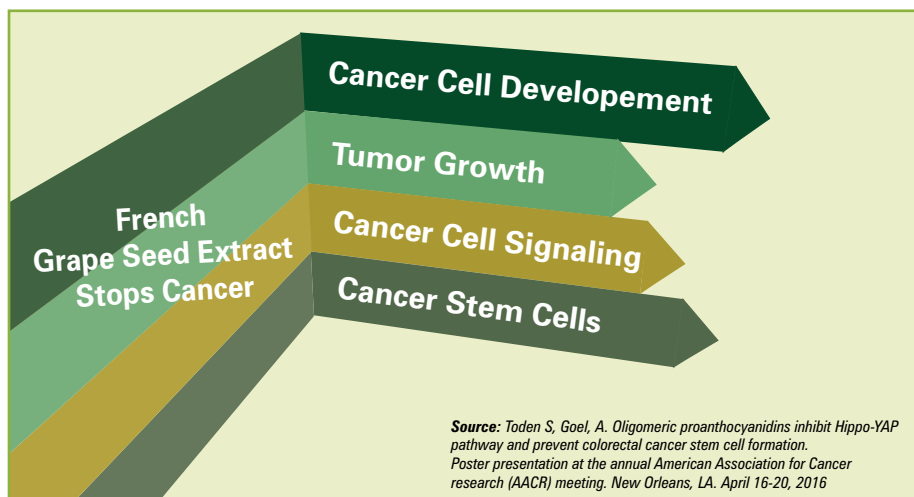 French
Grape Seed Extract
Stops Cancer
Cancer Cell Developement
Tumor Growth
Cancer Cell Signaling
Cancer Stem Cells
Source: Toden S, Goel, A. Oligomeric proanthocyanidins inhibit Hippo-YAP
pathway and prevent colorectal cancer stem cell formation.
Poster presentation at the annual American Association for Cancer
research (AACR) meeting. New Orleans, LA. April 16-20, 2016